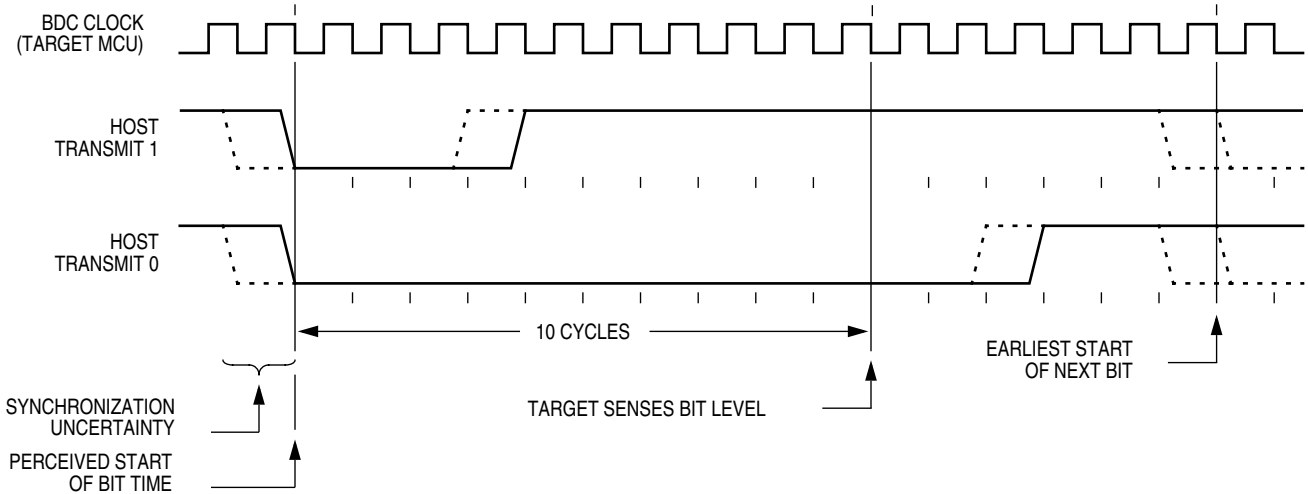 BDC CLOCK
(TARGET MCU)
HOST
TRANSMIT 1
HOST
TRANSMIT 0
10 CYCLES
EARLIEST START
OF NEXT BIT
SYNCHRONIZATION
UNCERTAINTY
TARGET SENSES BIT LEVEL
PERCEIVED START
OF BIT TIME